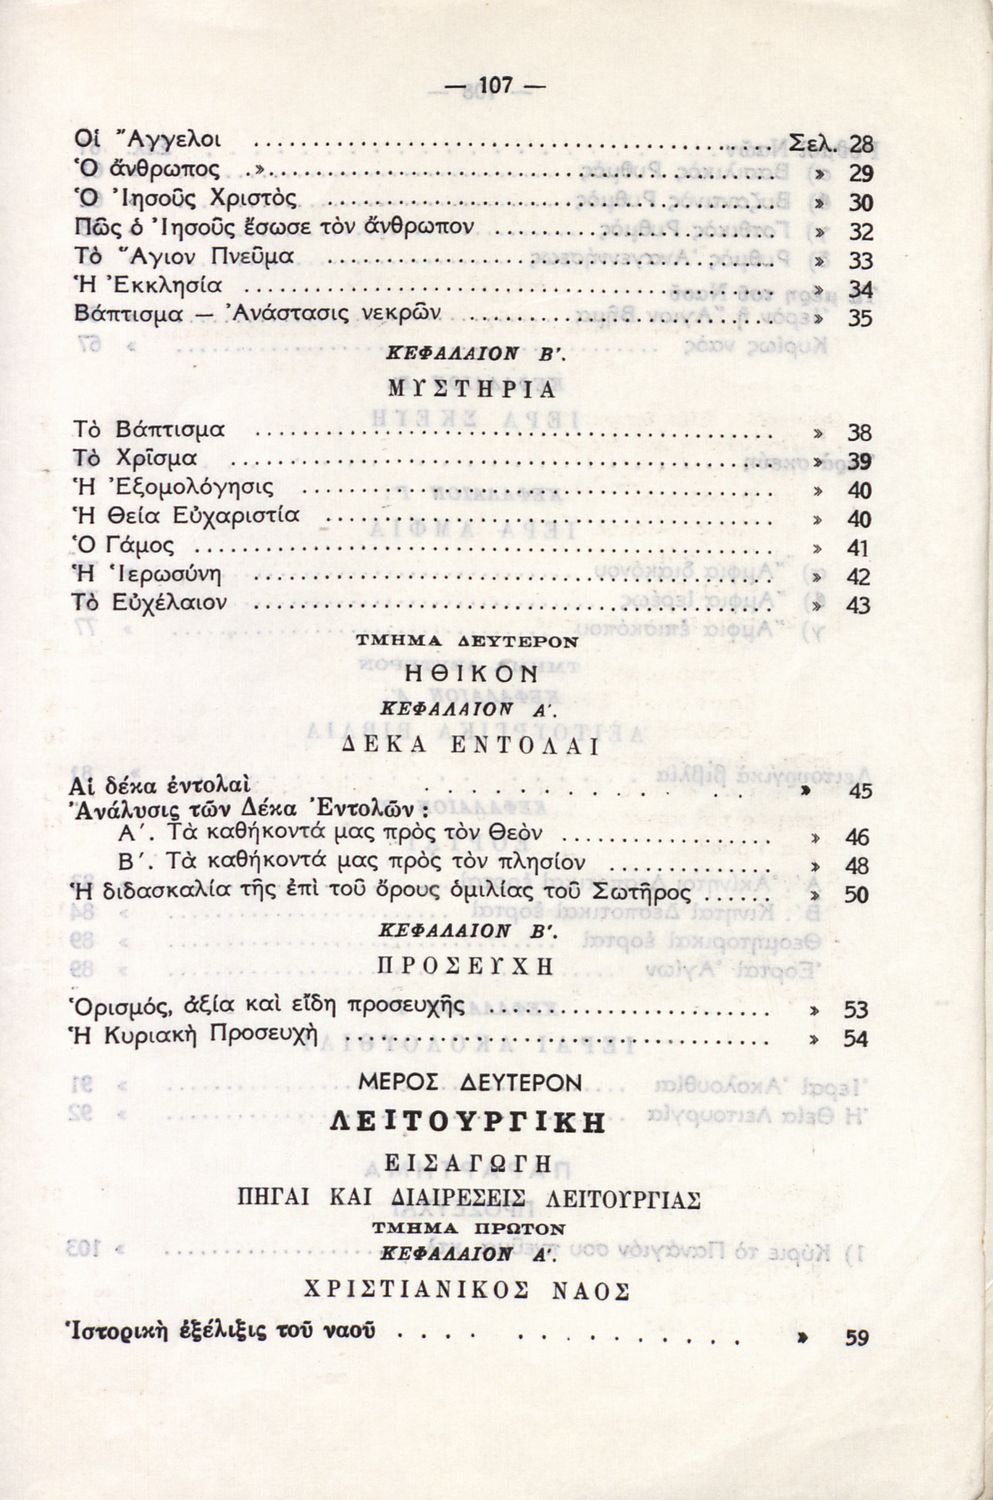 — 107 —
Οἱ Ἄγγελοι .......... Σελ. 28
Ὁ ἄνθρωπος .......... » 29
Ὁ Ἰησοῦς Χριστὸς .......... » 30
Πῶς ὁ Ἰησοῦς ἔσωσε τὸν ἄνθρωπον .......... » 32
Τὸ Ἅγιον Πνεῦμα .......... » 33
Ἡ Ἐκκλησία .......... » 34
Βάπτισμα — Ἀνάστασις νεκρῶν .......... » 35
ΚΕΦΑΛΑΙΟΝ Β'.
ΜΥΣΤΗΡΙΑ
Τὸ Βάπτισμα .......... » 38
Τὸ Χρῖσμα .......... » 39
Ἡ Ἐξομολόγησις .......... » 40
Ἡ Θεία Εὐχαριστία .......... » 40
Ὁ Γάμος .......... » 41
Ἡ Ἱερωσύνη .......... » 42
Τὸ Εὐχέλαιον .......... » 43
ΤΜΗΜΑ ΔΕΥΤΕΡΟΝ
ΗΘΙΚΟΝ
ΚΕΦΑΛΑΙΟΝ Α'.
ΔΕΚΑ ΕΝΤΟΛΑΙ
Αἱ δέκα ἐντολαὶ .......... » 45
Ἀνάλυσις τῶν Δέκα Ἐντολῶν :
Α'. Τὰ καθήκοντά μας πρὸς τὸν Θεὸν .......... » 46
Β'. Τὰ καθήκοντά μας πρὸς τὸν πλησίον .......... » 48
Ἡ διδασκαλία τῆς ἐπὶ τοῦ ὄρους ὁμιλίας τοῦ Σωτῆρος ...... » 50
ΚΕΦΑΛΑΙΟΝ Β'.
ΠΡΟΣΕΥΧΗ
Ὁρισμός, ἀξία καὶ εἴδη προσευχῆς .......... » 53
Ἡ Κυριακὴ Προσευχὴ .......... » 54
ΜΕΡΟΣ ΔΕΥΤΕΡΟΝ
ΛΕΙΤΟΥΡΓΙΚΗ
ΕΙΣΑΓΩΓΗ
ΠΗΓΑΙ ΚΑΙ ΔΙΑΙΡΕΣΕΙΣ ΛΕΙΤΟΥΡΓΙΑΣ
ΤΜΗΜΑ ΠΡΩΤΟΝ
ΚΕΦΑΛΑΙΟΝ Α'.
ΧΡΙΣΤΙΑΝΙΚΟΣ ΝΑΟΣ
Ἱστορικὴ ἐξέλιξις τοῦ ναοῦ .......... » 59